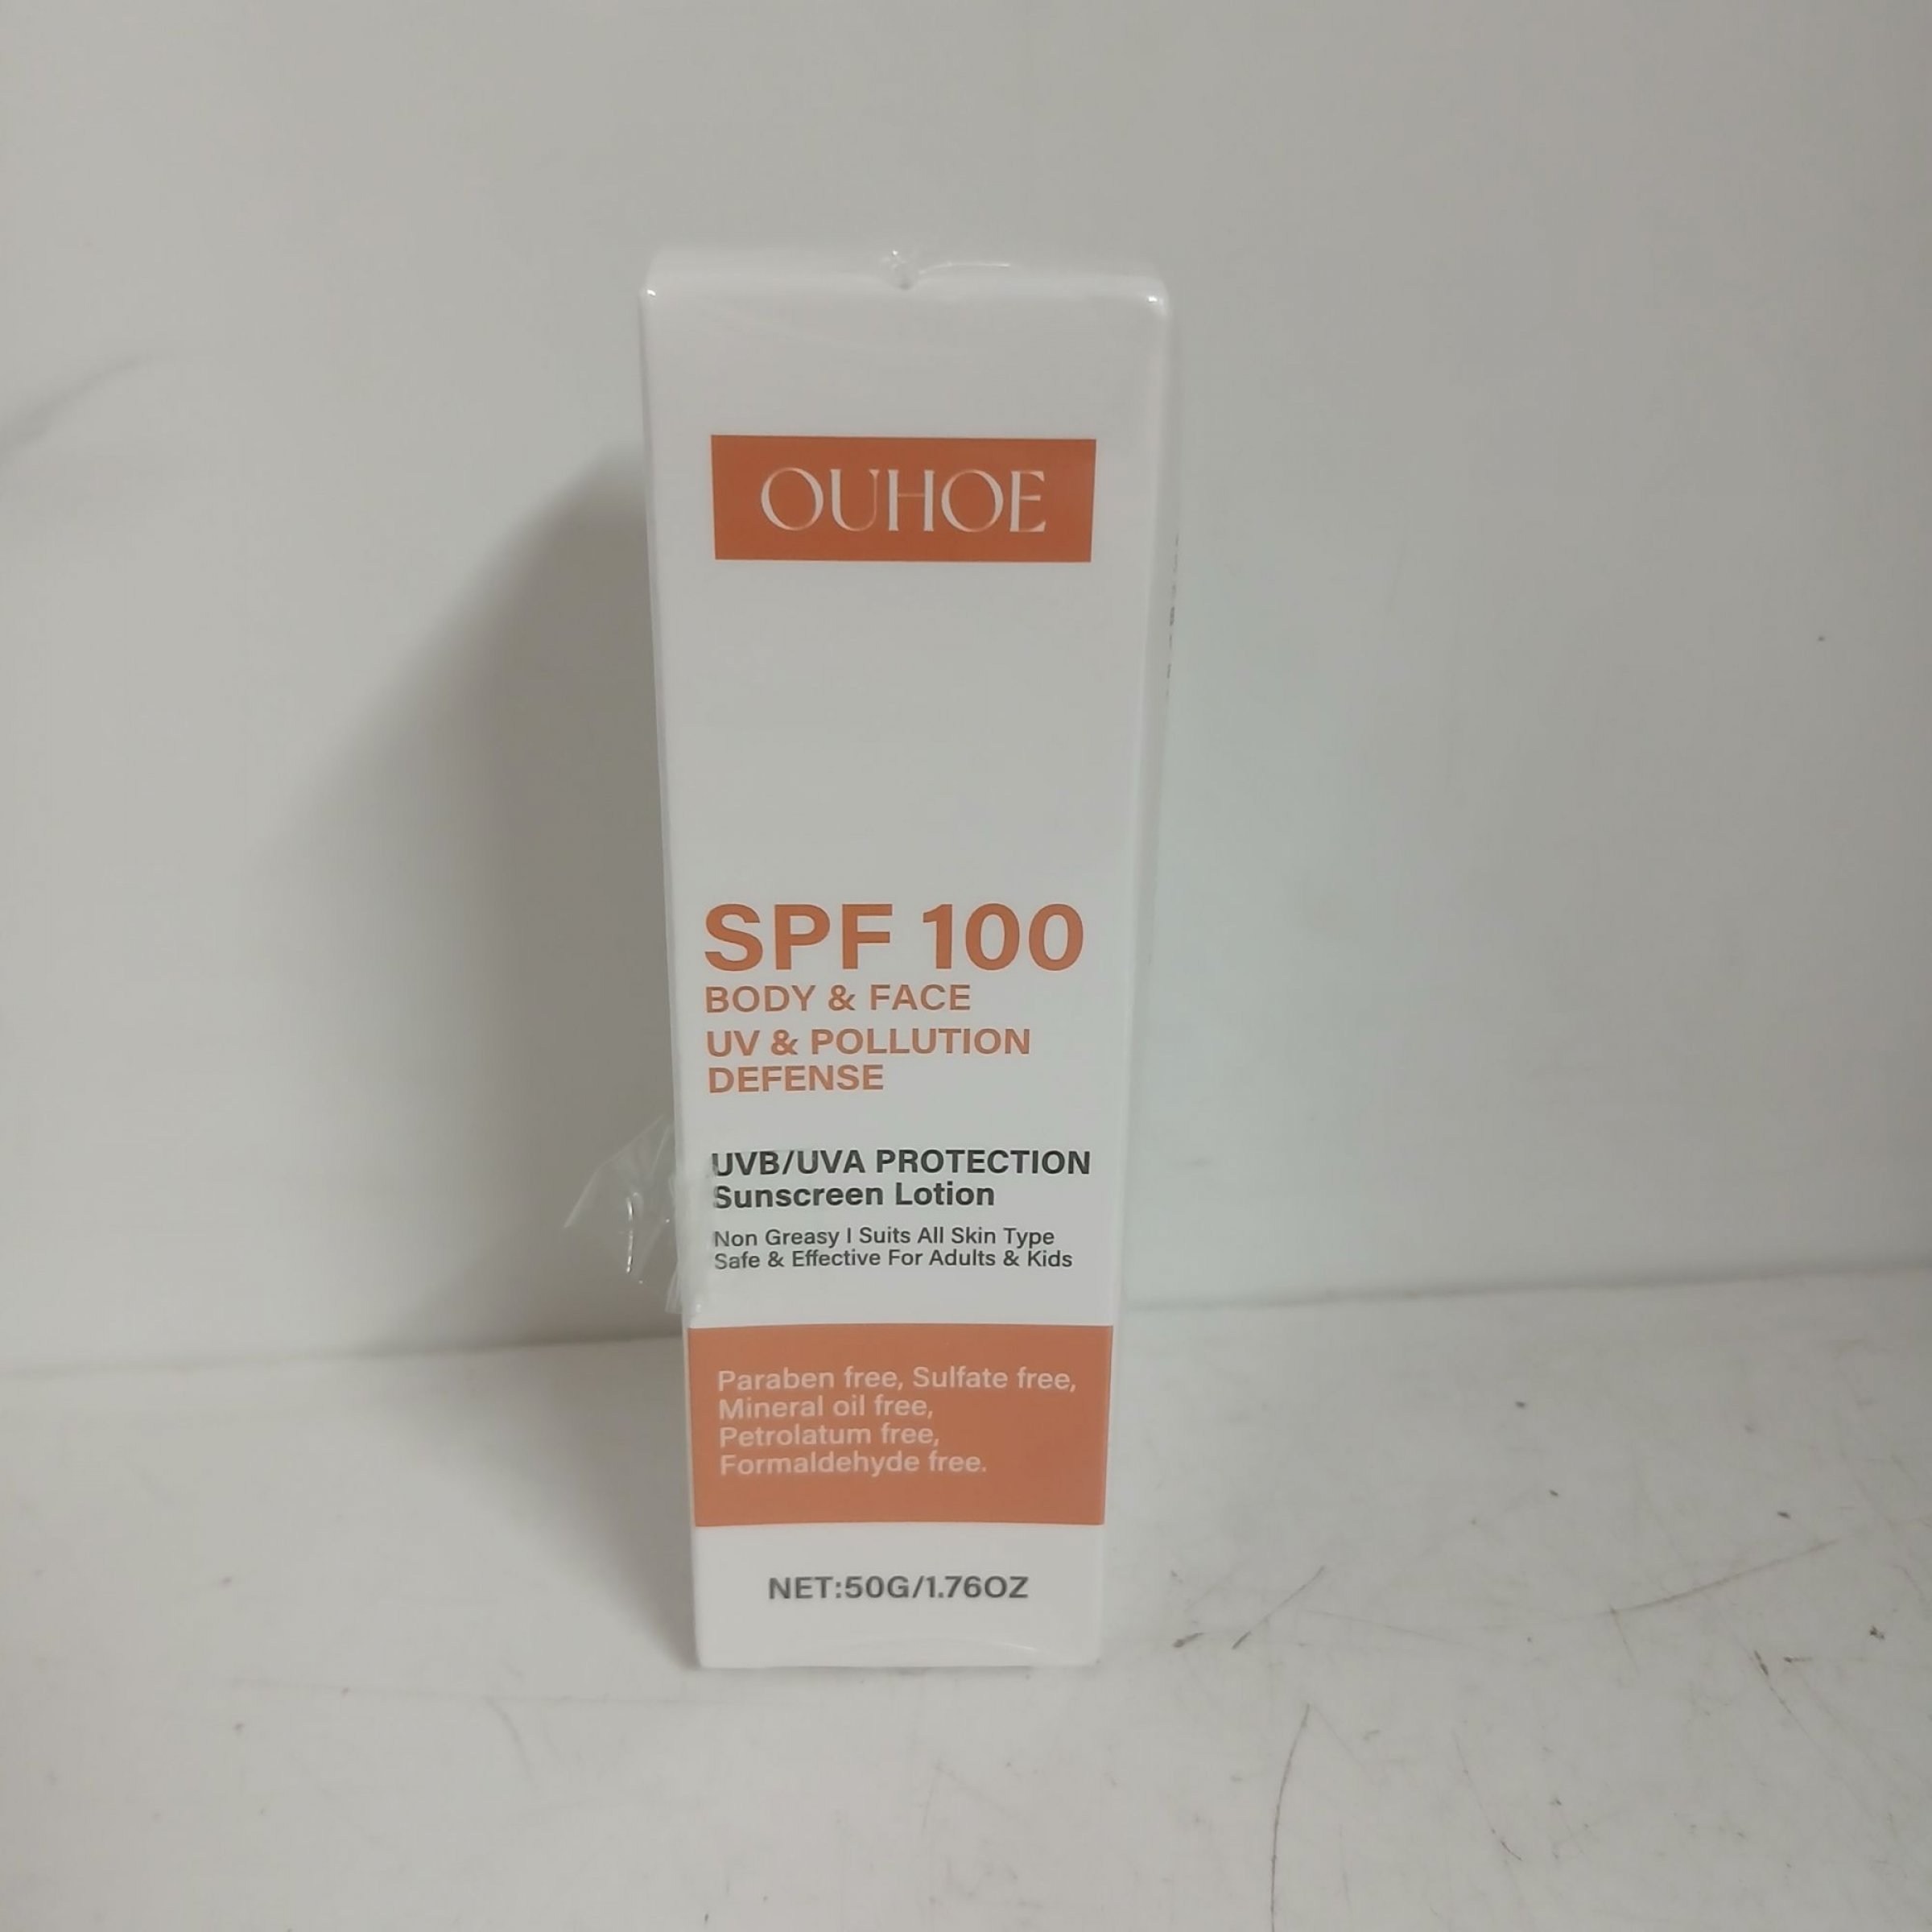 OUHOE
SPF 100
BODY & FACE
UV & POLLUTION
DEFENSE
UVB/UVA PROTECTION
Sunscreen Lotion
Non Greasy I Suits All Skin Type
Safe & Effective For Adults & Kids
Paraben free, Sulfate free,
Mineral oil free,
Petrolatum free,
Formaldehyde free.
NET:50G/1.76OZ